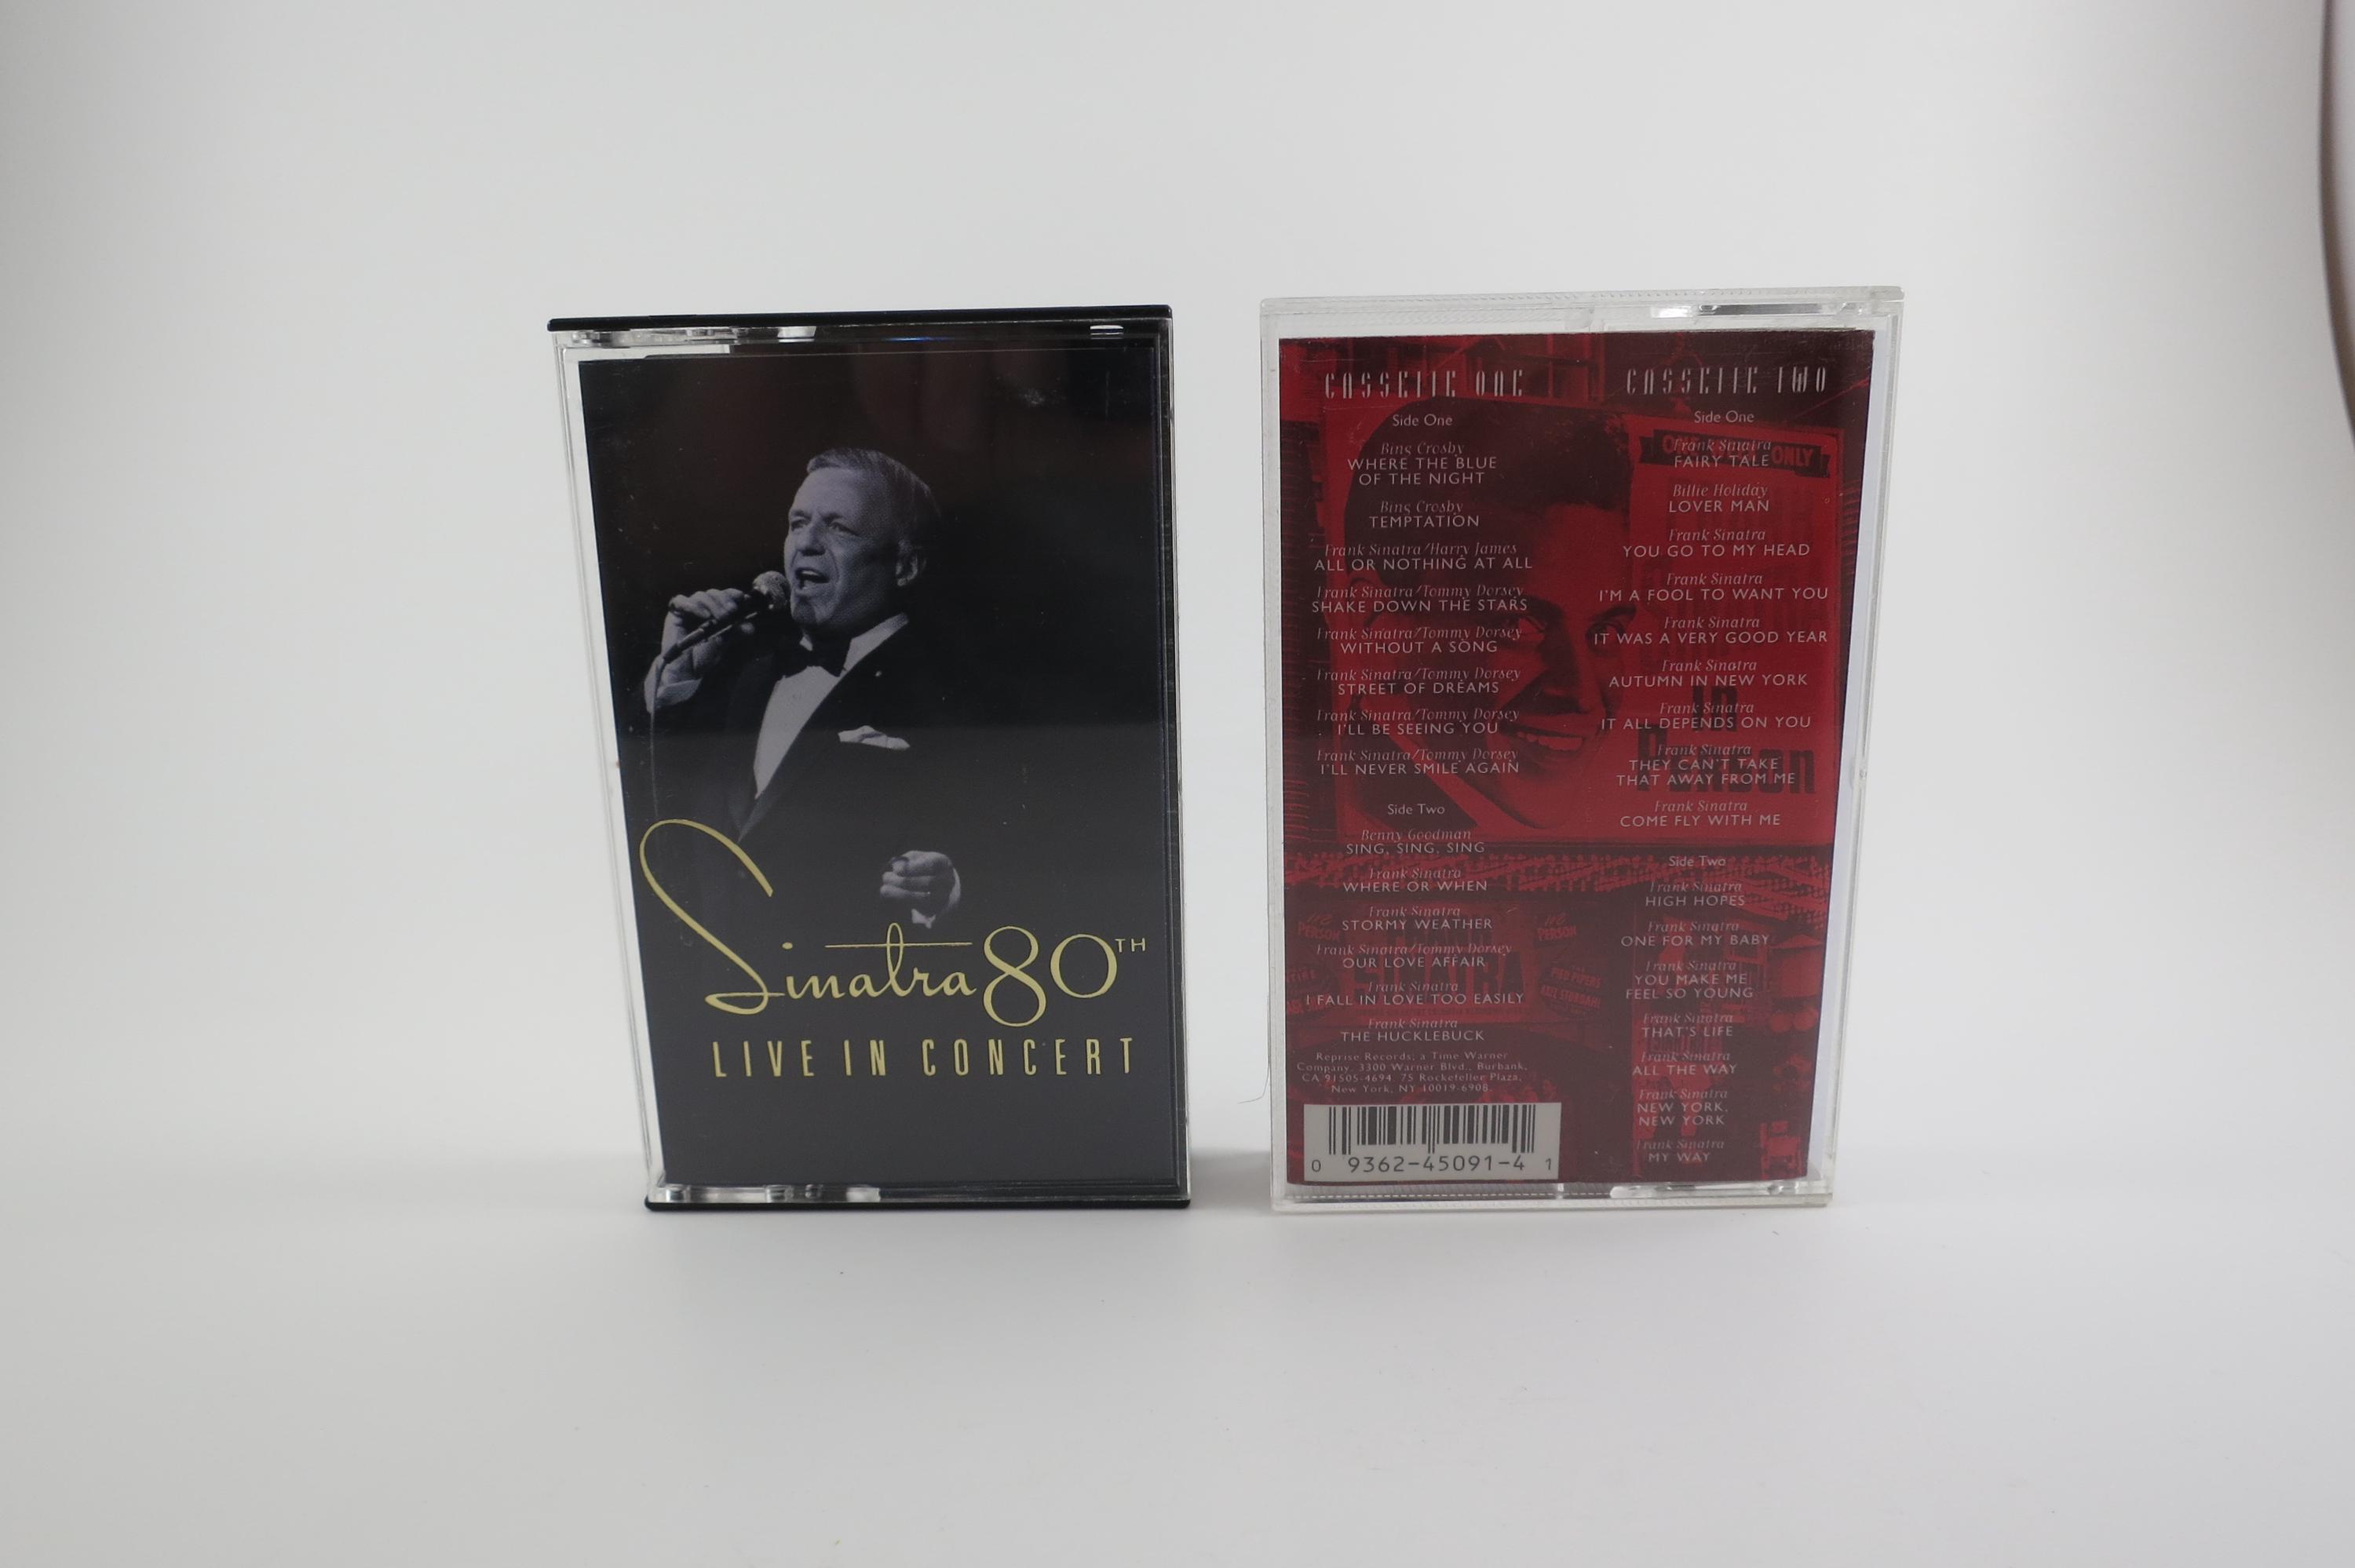 Sinatra 80TH
LIVE IN CONCERT
CASSETTE ONE
Side One
Bing Crosby
WHERE THE BLUE
OF THE NIGHT
Bing Crosby
TEMPTATION
Frank Sinatra/Harry James
ALL OR NOTHING AT ALL
Frank Sinatra/Tommy Dorsey
SHAKE DOWN THE STARS
Frank Sinatra/Tommy Dorsey
WITHOUT A SONG
Frank Sinatra/Tommy Dorsey
STREET OF DREAMS
Frank Sinatra/Tommy Dorsey
I'LL BE SEEING YOU
Frank Sinatra/Tommy Dorsey
I'LL NEVER SMILE AGAIN
Side Two
Benny Goodman
SING, SING, SING
Frank Sinatra
WHERE OR WHEN
Frank Sinatra
STORMY WEATHER
Frank Sinatra/Tommy Dorsey
OUR LOVE AFFAIR
Frank Sinatra
I FALL IN LOVE TOO EASILY
Frank Sinatra
THE HUCKLEBUCK
Reprise Records, a Time Warner
Company, 3300 Warner Blvd., Burbank,
CA 91505-4694. 75 Rockefeller Plaza,
New York, NY 10019-6908.
0 9362-45091-4 1
CASSETTE TWO
Side One
Frank Sinatra
FAIRY TALE
Billie Holiday
LOVER MAN
Frank Sinatra
YOU GO TO MY HEAD
Frank Sinatra
I'M A FOOL TO WANT YOU
Frank Sinatra
IT WAS A VERY GOOD YEAR
Frank Sinatra
AUTUMN IN NEW YORK
Frank Sinatra
IT ALL DEPENDS ON YOU
Frank Sinatra
THEY CAN'T TAKE
THAT AWAY FROM ME
Frank Sinatra
COME FLY WITH ME
Side Two
Frank Sinatra
HIGH HOPES
Frank Sinatra
ONE FOR MY BABY
Frank Sinatra
YOU MAKE ME
FEEL SO YOUNG
Frank Sinatra
THAT'S LIFE
Frank Sinatra
ALL THE WAY
Frank Sinatra
NEW YORK,
NEW YORK
Frank Sinatra
MY WAY
ONLY
IN
PERSON
SINATRA